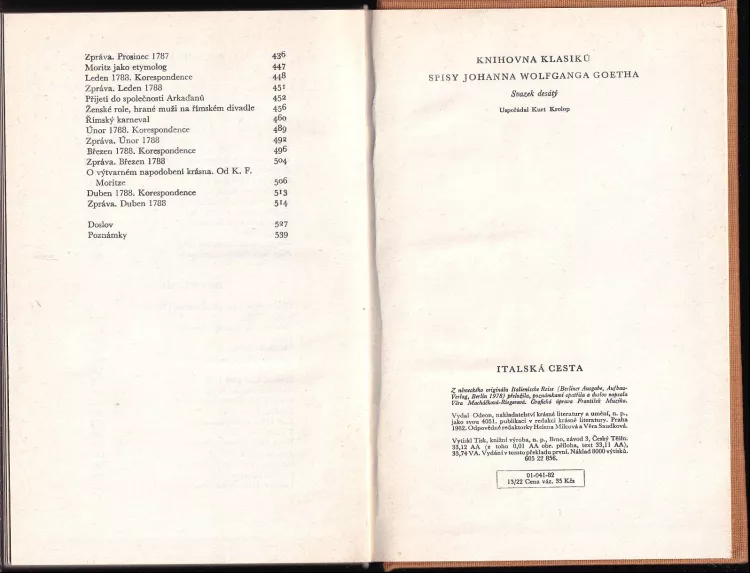 Zpráva. Prosinec 1787 436
Moritz jako etymolog 447
Leden 1788. Korespondence 448
Zpráva. Leden 1788 451
Přijetí do společnosti Arkaďanů 452
Ženské role, hrané muži na římském divadle 456
Římský karneval 460
Únor 1788. Korespondence 489
Zpráva. Únor 1788 492
Březen 1788. Korespondence 496
Zpráva. Březen 1788 504
O výtvarném napodobení krásna. Od K. F.
Moritze 506
Duben 1788. Korespondence 513
Zpráva. Duben 1788 514
Doslov 527
Poznámky 539
KNIHOVNA KLASIKŮ
SPISY JOHANNA WOLFGANGA GOETHA
Svazek desátý
Uspořádal Kurt Krolop
ITALSKÁ CESTA
Z německého originálu Italienische Reise (Berliner Ausgabe, Aufbau-
Verlag, Berlin 1978) přeložila, poznámkami opatřila a doslov napsala
Věra Macháčková-Riegerová. Grafická úprava František Muzika.
Vydal Odeon, nakladatelství krásné literatury a umění, n. p.,
jako svou 4051. publikaci v redakci krásné literatury. Praha
1982. Odpovědné redaktorky Helena Milcová a Věra Saudková.
Vytiskl Tisk, knižní výroba, n. p., Brno, závod 3, Český Těšín.
33,12 AA (z toho 0,01 AA obr. příloha, text 33,11 AA),
35,74 VA. Vydání v tomto překladu první. Náklad 8000 výtisků.
605 22 856.
01-041-82
13/22 Cena váz. 35 Kčs